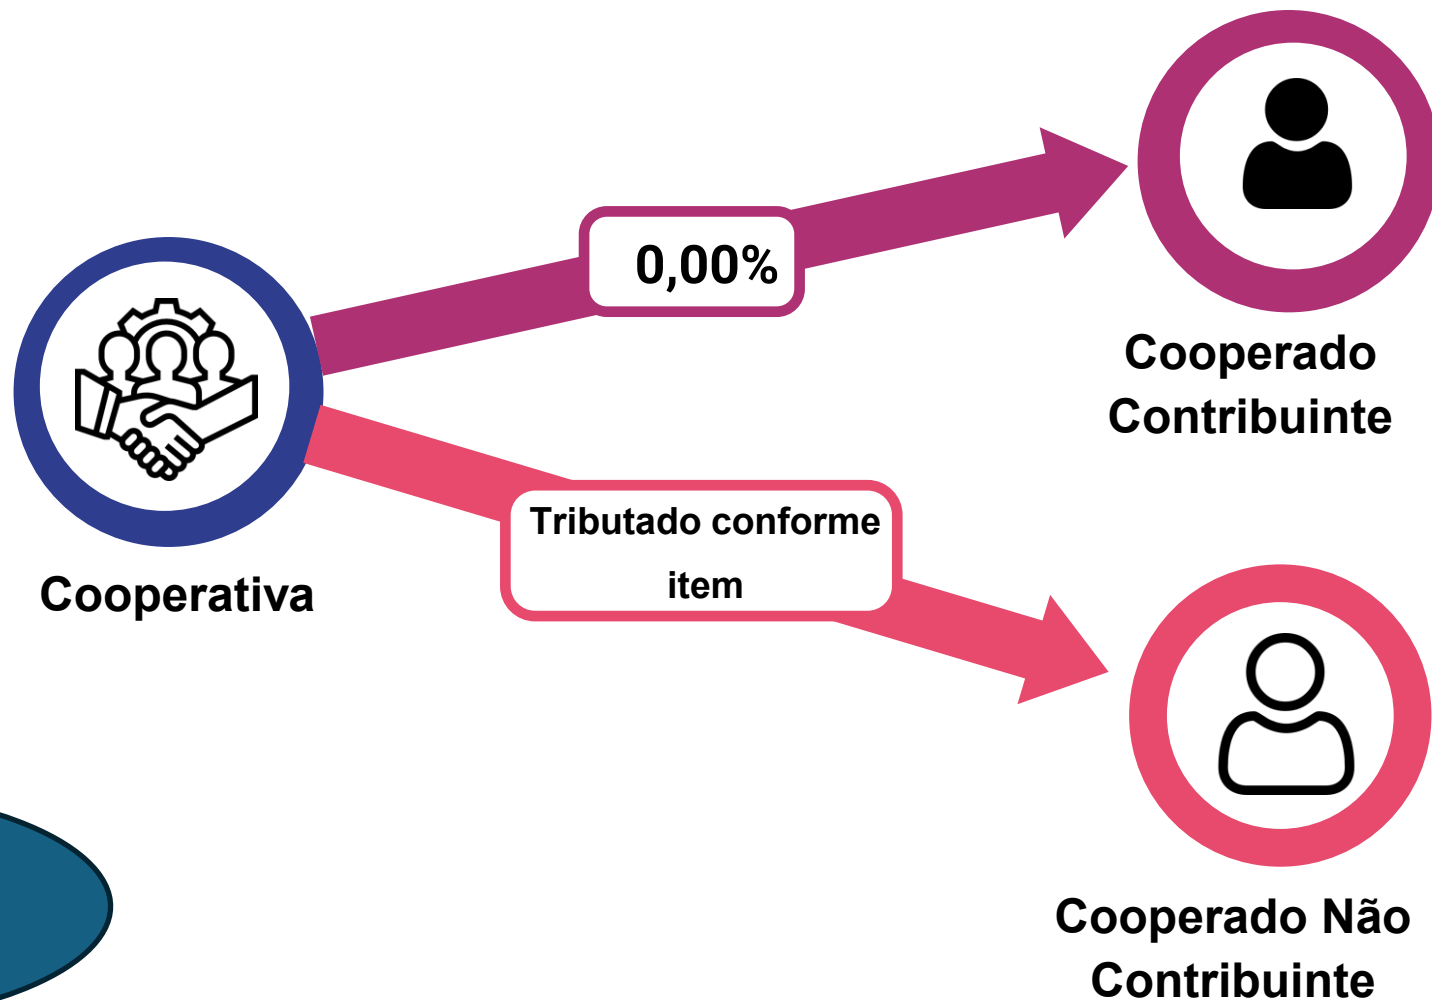 0,00%
Cooperado
Contribuinte
Tributado conforme
item
Cooperativa
Cooperado Não
Contribuinte